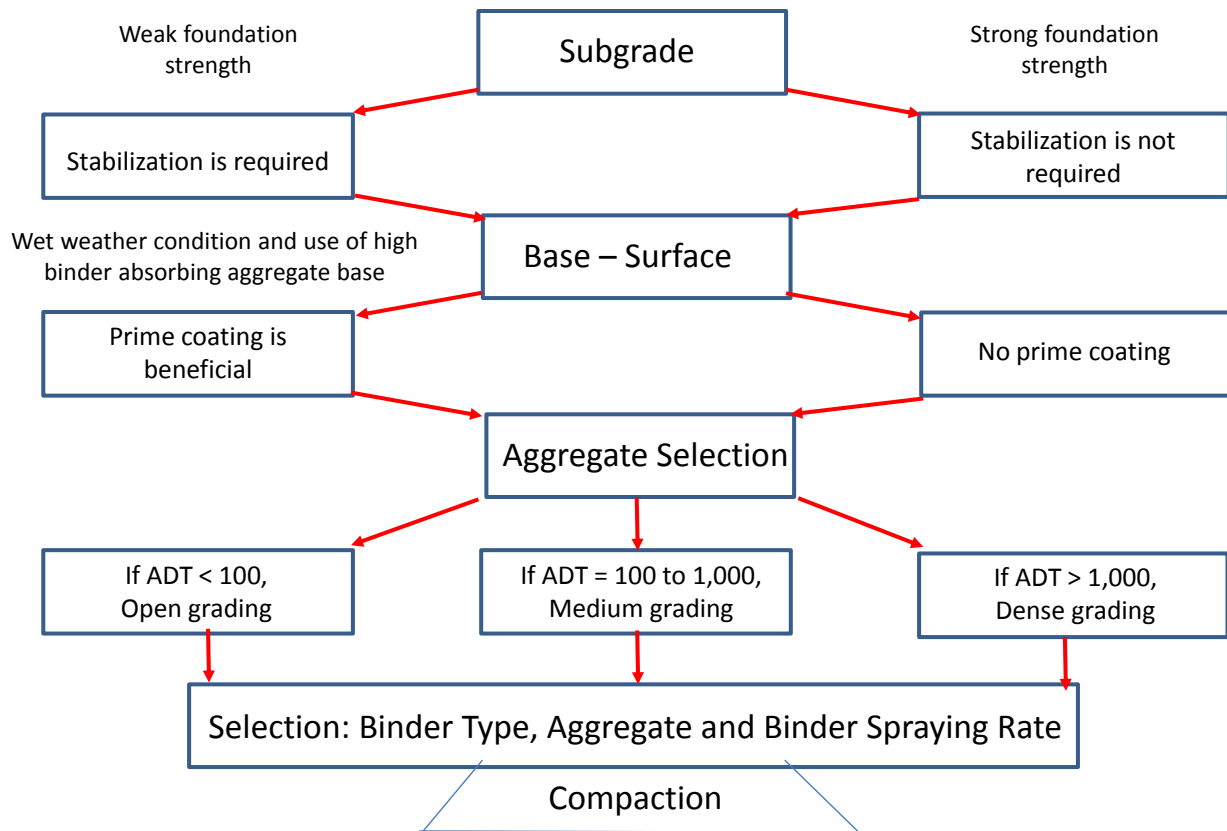 Weak foundation
strength
Subgrade
Strong foundation
strength
Stabilization is required
Stabilization is not
required
Wet weather condition and use of high
binder absorbing aggregate base
Base – Surface
Prime coating is
beneficial
No prime coating
Aggregate Selection
If ADT < 100,
Open grading
If ADT = 100 to 1,000,
Medium grading
If ADT > 1,000,
Dense grading
Selection: Binder Type, Aggregate and Binder Spraying Rate
Compaction